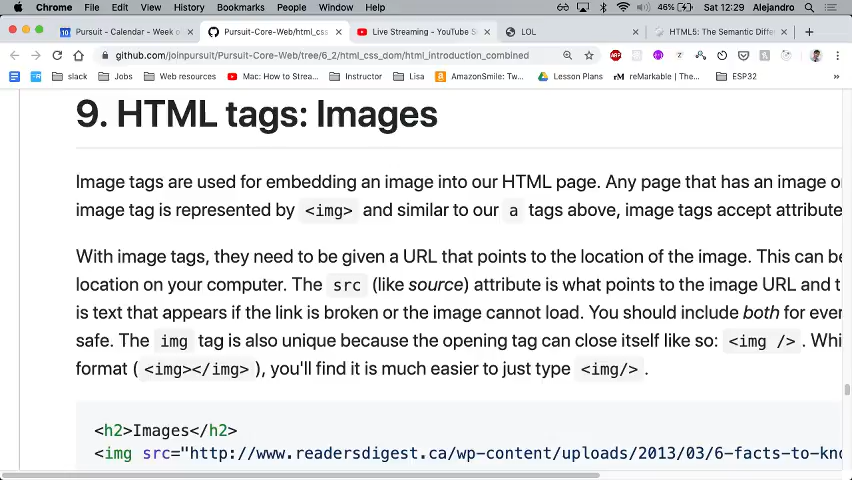 Chrome File Edit View History Bookmarks People Tab Window Help 46% Sat 12:29 Alejandro
Pursuit - Calendar - Week o
Pursuit-Core-Web/html_css
Live Streaming - YouTube S
LOL
HTML5: The Semantic Differ
github.com/joinpursuit/Pursuit-Core-Web/tree/6_2/html_css_dom/html_introduction_combined
slack Jobs Web resources Mac: How to Strea... Instructor Lisa AmazonSmile: Tw... Lesson Plans reMarkable | The... ESP32 »
9. HTML tags: Images
Image tags are used for embedding an image into our HTML page. Any page that has an image o
image tag is represented by <img> and similar to our a tags above, image tags accept attribute
With image tags, they need to be given a URL that points to the location of the image. This can be
location on your computer. The src (like source) attribute is what points to the image URL and t
is text that appears if the link is broken or the image cannot load. You should include both for ever
safe. The img tag is also unique because the opening tag can close itself like so: <img />. Whi
format ( <img></img> ), you'll find it is much easier to just type <img/> .
<h2>Images</h2>
<img src="http://www.readersdigest.ca/wp-content/uploads/2013/03/6-facts-to-kno